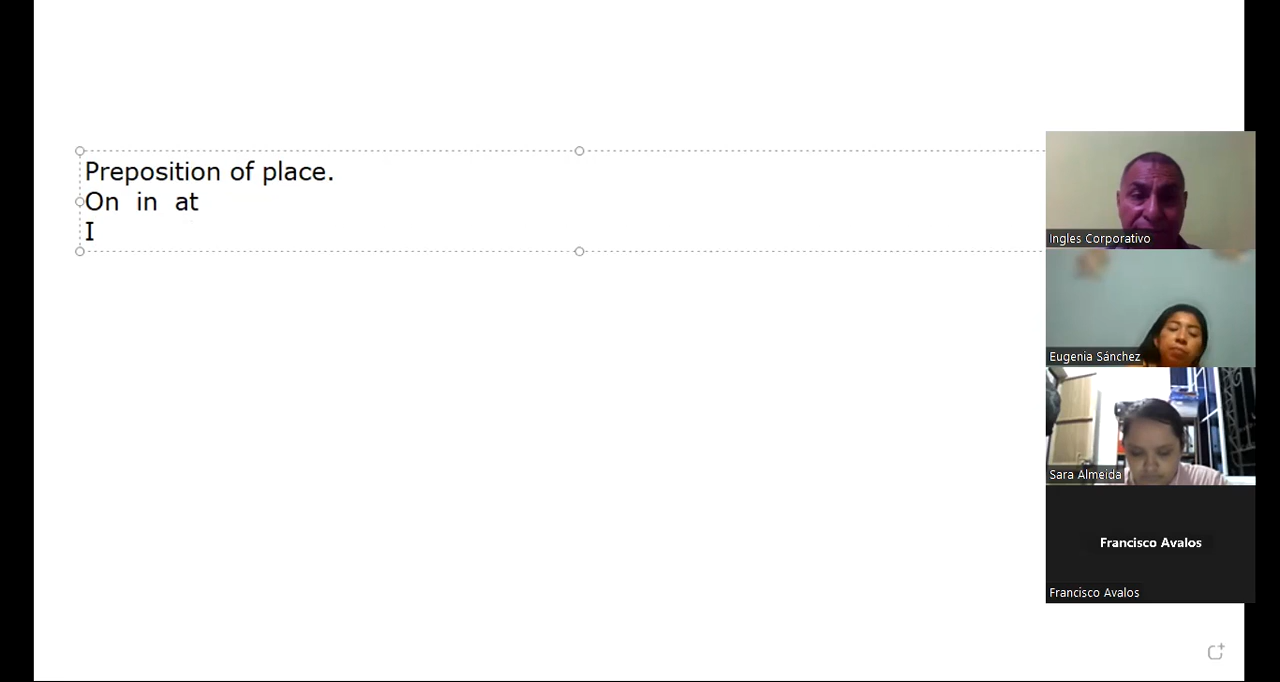 Preposition of place.
On in at
I
Ingles Corporativo
Eugenia Sánchez
Sara Almeida
Francisco Avalos
Francisco Avalos